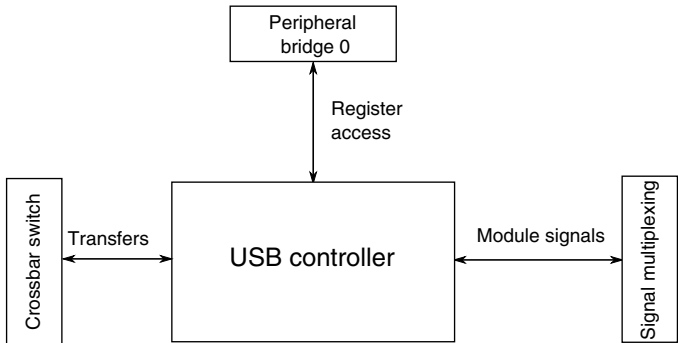 Peripheral
bridge 0
Register
access
Crossbar switch
Transfers
USB controller
Module signals
Signal multiplexing